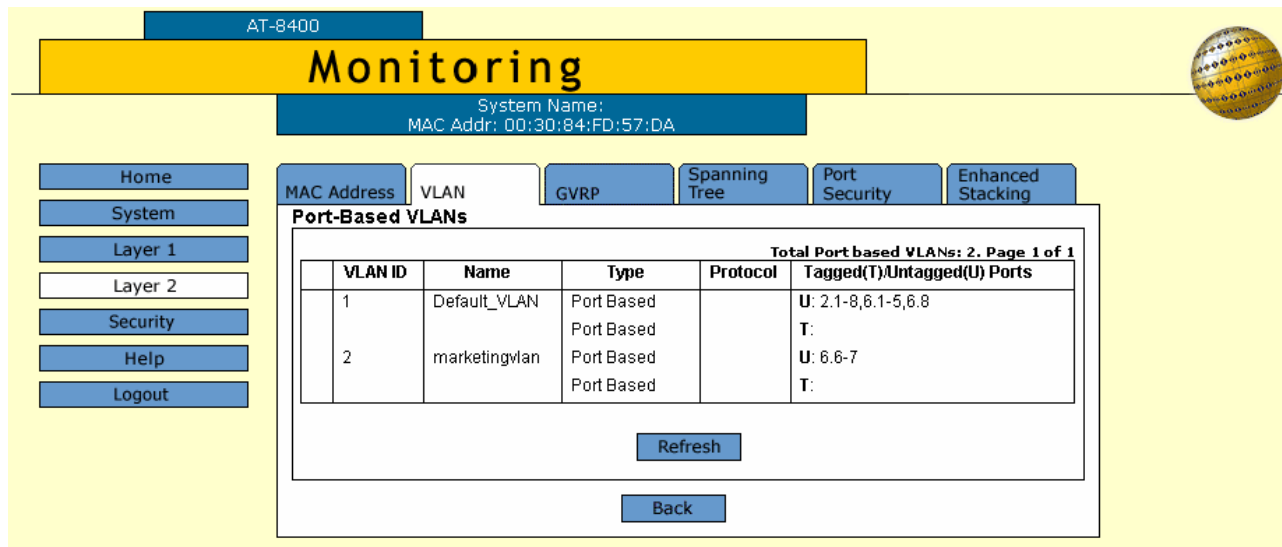 AT-8400
Monitoring
System Name:
MAC Addr: 00:30:84:FD:57:DA
Home
System
Layer 1
Layer 2
Security
Help
Logout
MAC Address VLAN GVRP Spanning Tree Port Security Enhanced Stacking
Port-Based VLANs
Total Port based VLANs: 2. Page 1 of 1
VLAN ID Name Type Protocol Tagged(T)/Untagged(U) Ports
1 Default_VLAN Port Based U: 2.1-8,6.1-5,6.8
Port Based T:
2 marketingvlan Port Based U: 6.6-7
Port Based T:
Refresh
Back